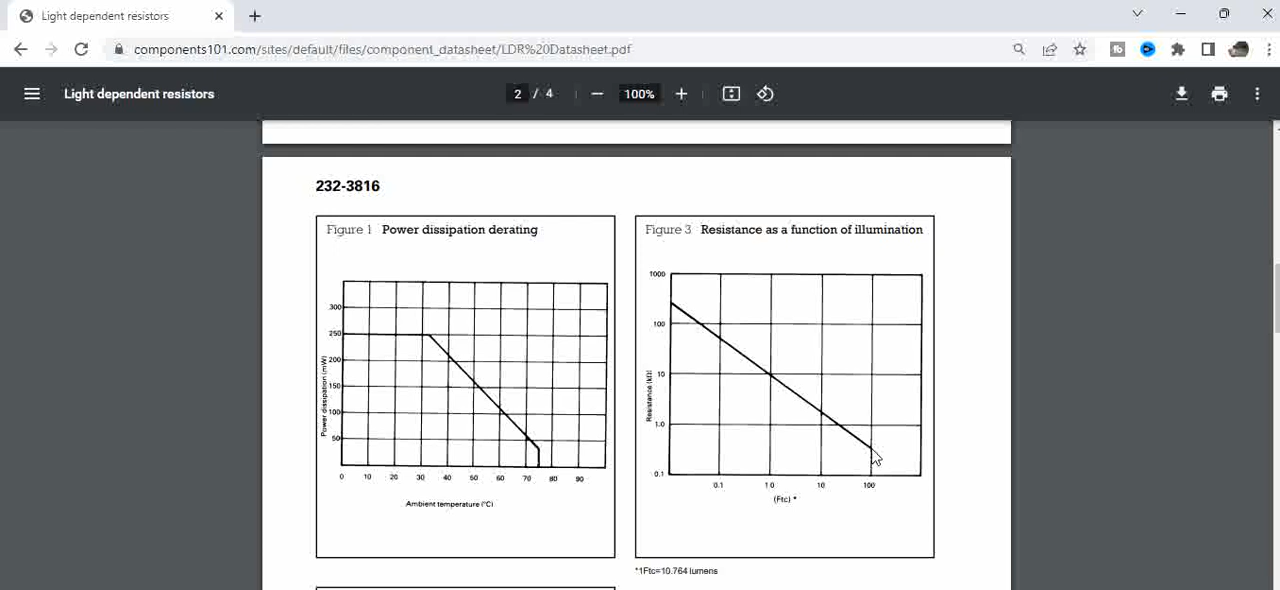 Light dependent resistors
components101.com/sites/default/files/component_datasheet/LDR%20Datasheet.pdf
Light dependent resistors
2 / 4
100%
232-3816
Figure 1 Power dissipation derating
300
250
200
150
100
50
Power dissipation (mW)
0 10 20 30 40 50 60 70 80 90
Ambient temperature (°C)
Figure 3 Resistance as a function of illumination
1000
100
10
1.0
0.1
Resistance (kΩ)
0.1 1 0 10 100
(Ftc) *
*1Ftc=10.764 lumens